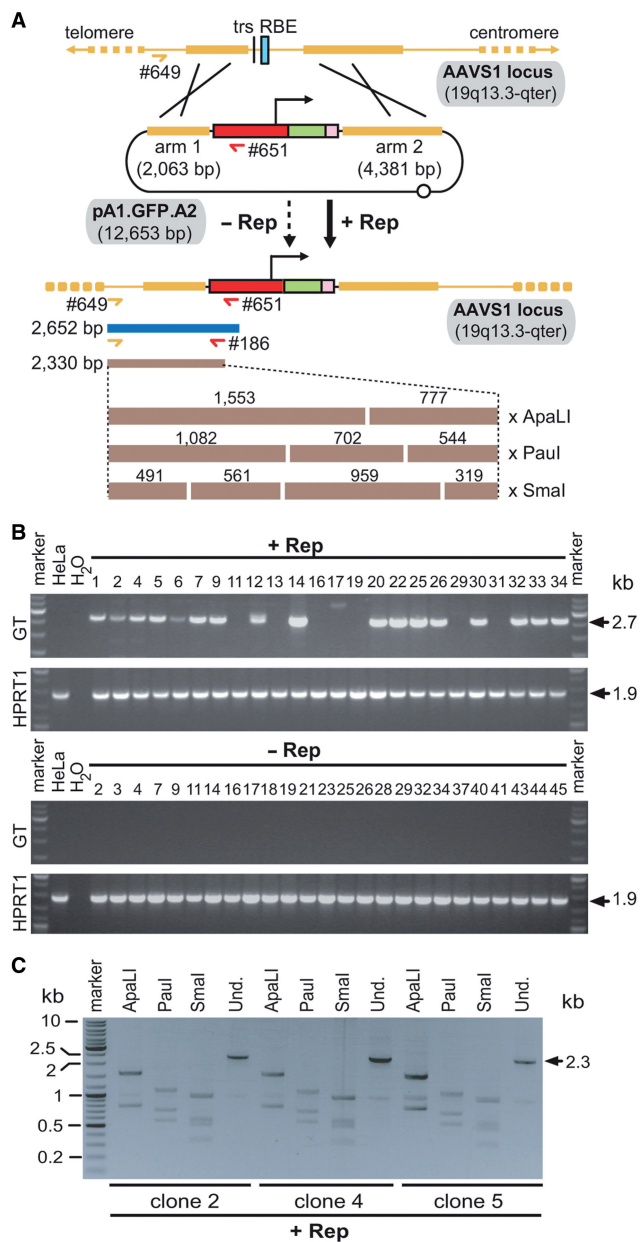 A
telomere
trs RBE
centromere
#649
AAVS1 locus
(19q13.3-qter)
arm 1
(2,063 bp)
#651
arm 2
(4,381 bp)
pA1.GFP.A2
(12,653 bp)
– Rep
+ Rep
#649
#651
AAVS1 locus
(19q13.3-qter)
2,652 bp
#186
2,330 bp
1,553 777
x ApaLI
1,082 702 544
x PauI
491 561 959 319
x SmaI
B
+ Rep
marker HeLa H2O 1 2 4 5 6 7 9 11 12 13 14 16 17 19 20 22 25 26 29 30 31 32 33 34 marker
kb
GT
2.7
HPRT1
1.9
– Rep
marker HeLa H2O 2 3 4 7 9 11 14 16 17 18 19 21 23 25 26 28 29 32 34 37 40 41 43 44 45 marker
GT
HPRT1
1.9
C
kb marker ApaLI PauI SmaI Und. ApaLI PauI SmaI Und. ApaLI PauI SmaI Und. kb
10
2.5
2
1
0.5
0.2
2.3
clone 2 clone 4 clone 5
+ Rep